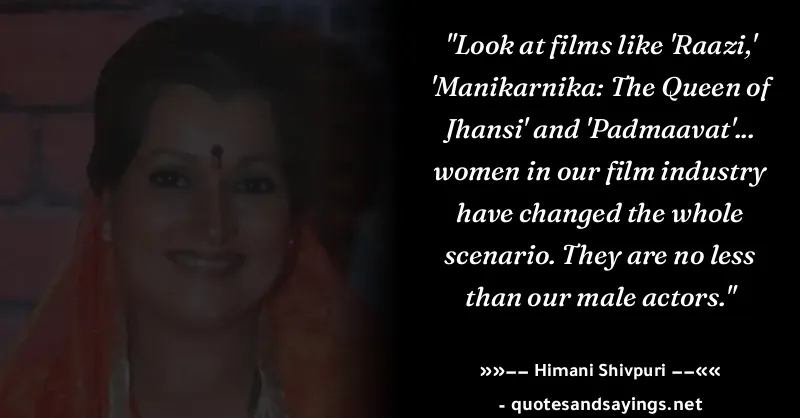 "Look at films like 'Raazi,'
'Manikarnika: The Queen of
Jhansi' and 'Padmaavat'...
women in our film industry
have changed the whole
scenario. They are no less
than our male actors."
»»−− Himani Shivpuri −−««
- quotesandsayings.net